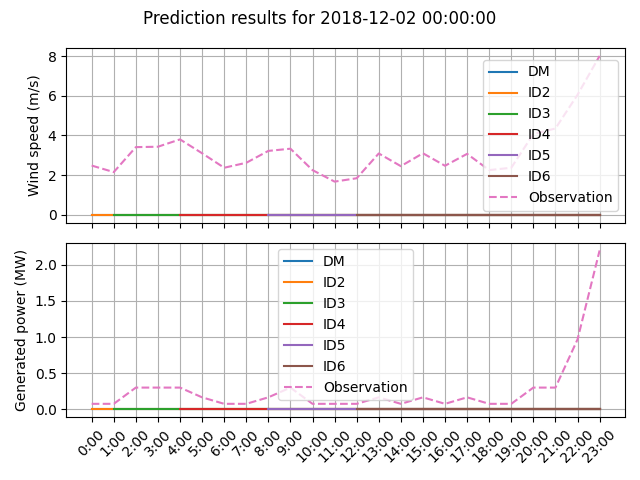 Prediction results for 2018-12-02 00:00:00
Wind speed (m/s)
8
6
4
2
0
DM
ID2
ID3
ID4
ID5
ID6
Observation
Generated power (MW)
2.0
1.5
1.0
0.5
0.0
DM
ID2
ID3
ID4
ID5
ID6
Observation
0:00 1:00 2:00 3:00 4:00 5:00 6:00 7:00 8:00 9:00 10:00 11:00 12:00 13:00 14:00 15:00 16:00 17:00 18:00 19:00 20:00 21:00 22:00 23:00